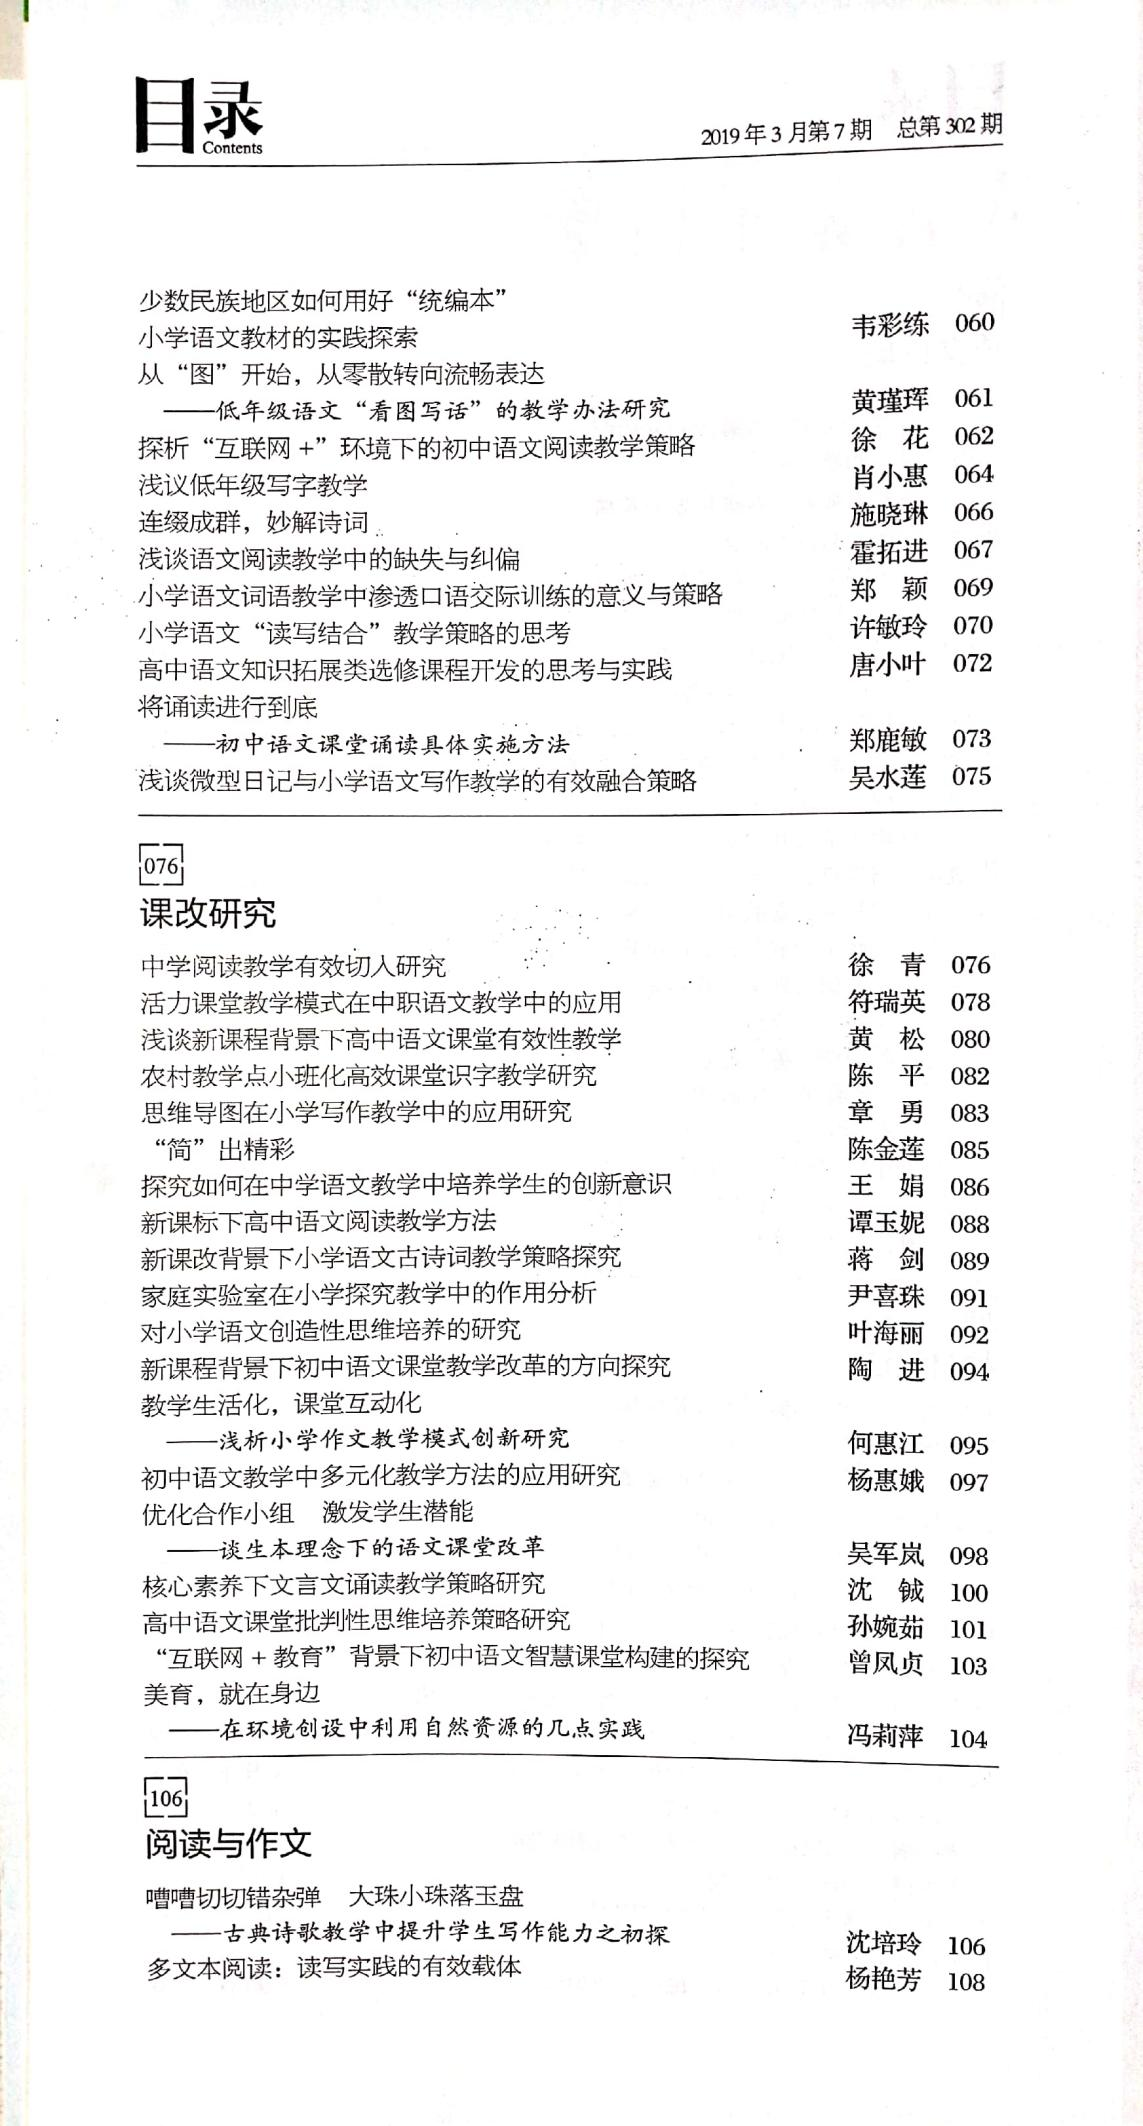 目录
Contents
2019年3月第7期 总第302期
少数民族地区如何用好“统编本”
小学语文教材的实践探索 韦彩练 060
从“图”开始，从零散转向流畅表达
——低年级语文“看图写话”的教学办法研究 黄瑾珲 061
探析“互联网+”环境下的初中语文阅读教学策略 徐 花 062
浅议低年级写字教学 肖小惠 064
连缀成群，妙解诗词 施晓琳 066
浅谈语文阅读教学中的缺失与纠偏 霍拓进 067
小学语文词语教学中渗透口语交际训练的意义与策略 郑 颖 069
小学语文“读写结合”教学策略的思考 许敏玲 070
高中语文知识拓展类选修课程开发的思考与实践 唐小叶 072
将诵读进行到底
——初中语文课堂诵读具体实施方法 郑鹿敏 073
浅谈微型日记与小学语文写作教学的有效融合策略 吴水莲 075
076
课改研究
中学阅读教学有效切入研究 徐 青 076
活力课堂教学模式在中职语文教学中的应用 符瑞英 078
浅谈新课程背景下高中语文课堂有效性教学 黄 松 080
农村教学点小班化高效课堂识字教学研究 陈 平 082
思维导图在小学写作教学中的应用研究 章 勇 083
“简”出精彩 陈金莲 085
探究如何在中学语文教学中培养学生的创新意识 王 娟 086
新课标下高中语文阅读教学方法 谭玉妮 088
新课改背景下小学语文古诗词教学策略探究 蒋 剑 089
家庭实验室在小学探究教学中的作用分析 尹喜珠 091
对小学语文创造性思维培养的研究 叶海丽 092
新课程背景下初中语文课堂教学改革的方向探究 陶 进 094
教学生活化，课堂互动化
——浅析小学作文教学模式创新研究 何惠江 095
初中语文教学中多元化教学方法的应用研究 杨惠娥 097
优化合作小组 激发学生潜能
——谈生本理念下的语文课堂改革 吴军岚 098
核心素养下文言文诵读教学策略研究 沈 钺 100
高中语文课堂批判性思维培养策略研究 孙婉茹 101
“互联网+教育”背景下初中语文智慧课堂构建的探究 曾凤贞 103
美育，就在身边
——在环境创设中利用自然资源的几点实践 冯莉萍 104
106
阅读与作文
嘈嘈切切错杂弹 大珠小珠落玉盘
——古典诗歌教学中提升学生写作能力之初探 沈培玲 106
多文本阅读：读写实践的有效载体 杨艳芳 108